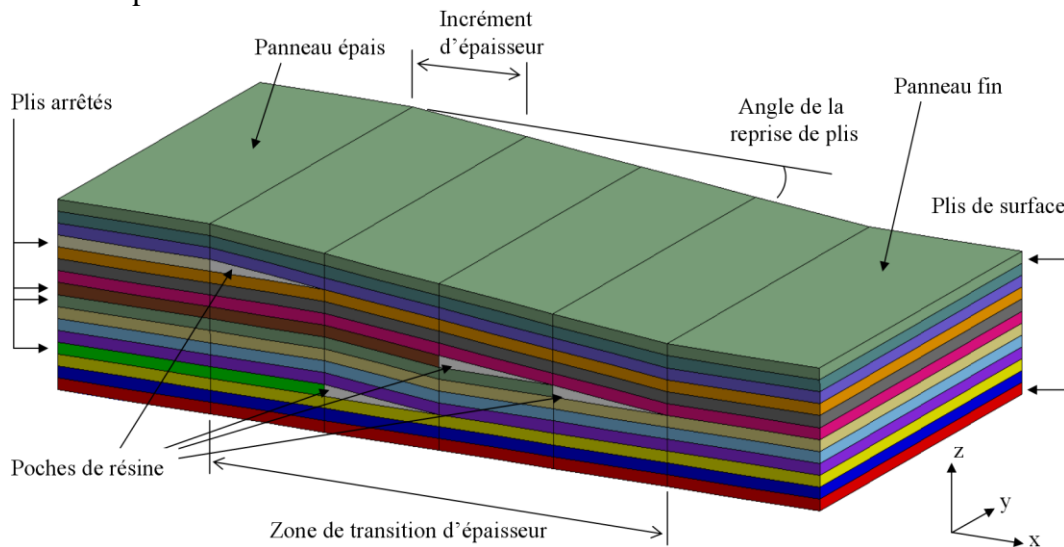 Incrément
d'épaisseur
Panneau épais
Panneau fin
Plis arrêtés
Angle de la
reprise de plis
Plis de surface
Poches de résine
Zone de transition d'épaisseur
z
y
x